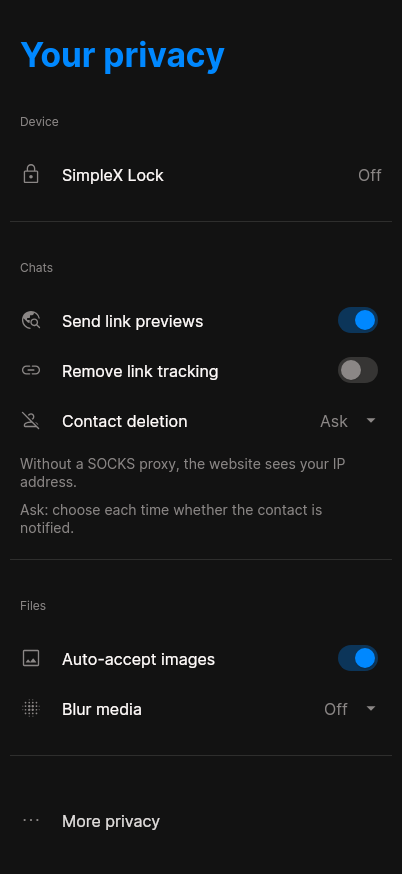 Your privacy
Device
SimpleX Lock Off
Chats
Send link previews
Remove link tracking
Contact deletion Ask
Without a SOCKS proxy, the website sees your IP
address.
Ask: choose each time whether the contact is
notified.
Files
Auto-accept images
Blur media Off
More privacy